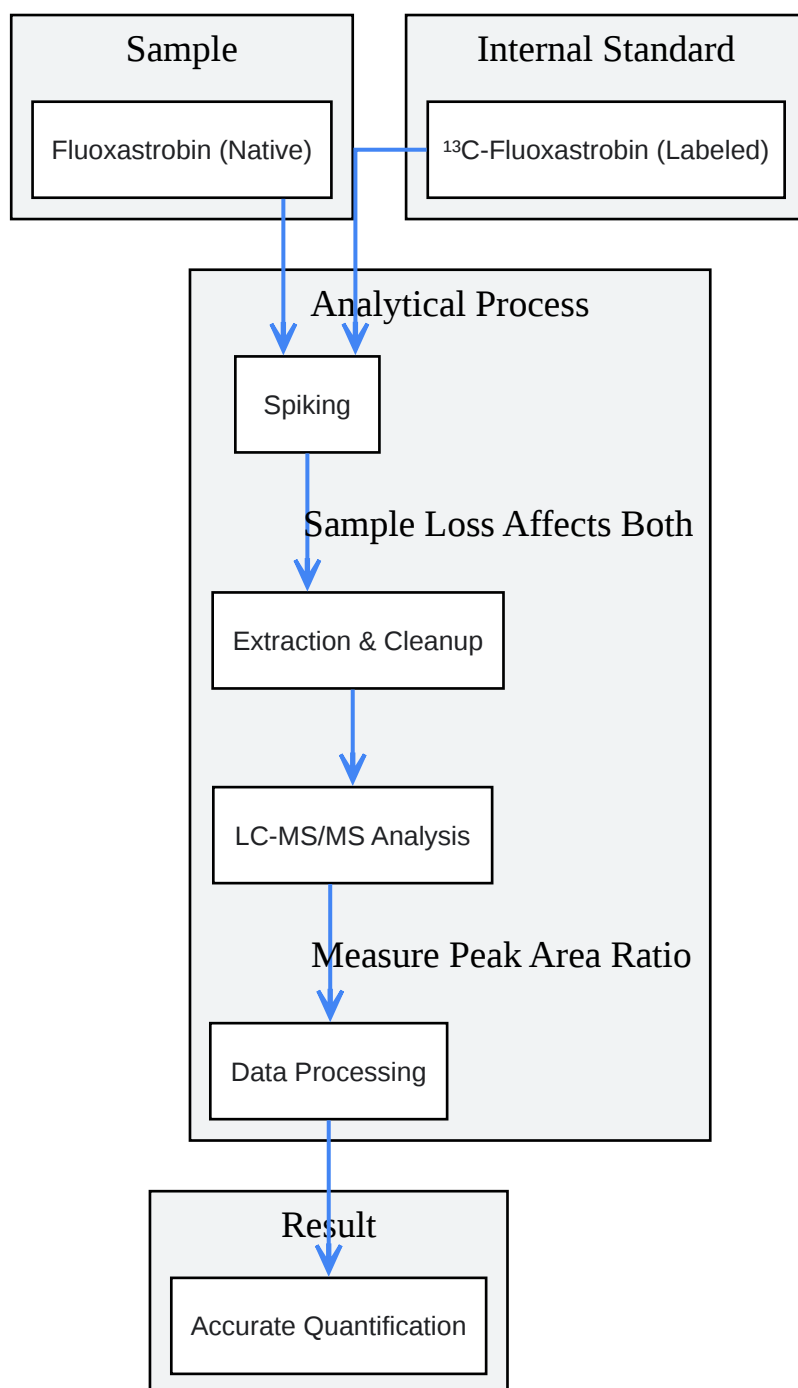 Sample
Internal Standard
Fluoxastrobin (Native)
¹³C-Fluoxastrobin (Labeled)
Analytical Process
Spiking
Sample Loss Affects Both
Extraction & Cleanup
LC-MS/MS Analysis
Measure Peak Area Ratio
Data Processing
Result
Accurate Quantification